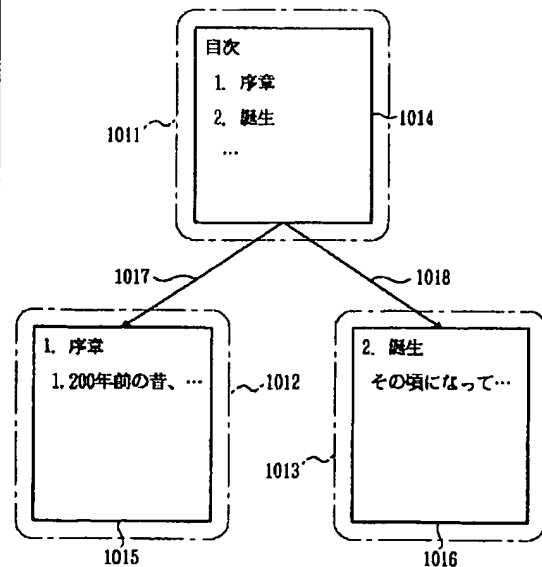 目次
1. 序章
2. 誕生
…
1011
1014
1017
1018
1. 序章
1.200年前の昔、…
1012
2. 誕生
その頃になって…
1013
1015
1016